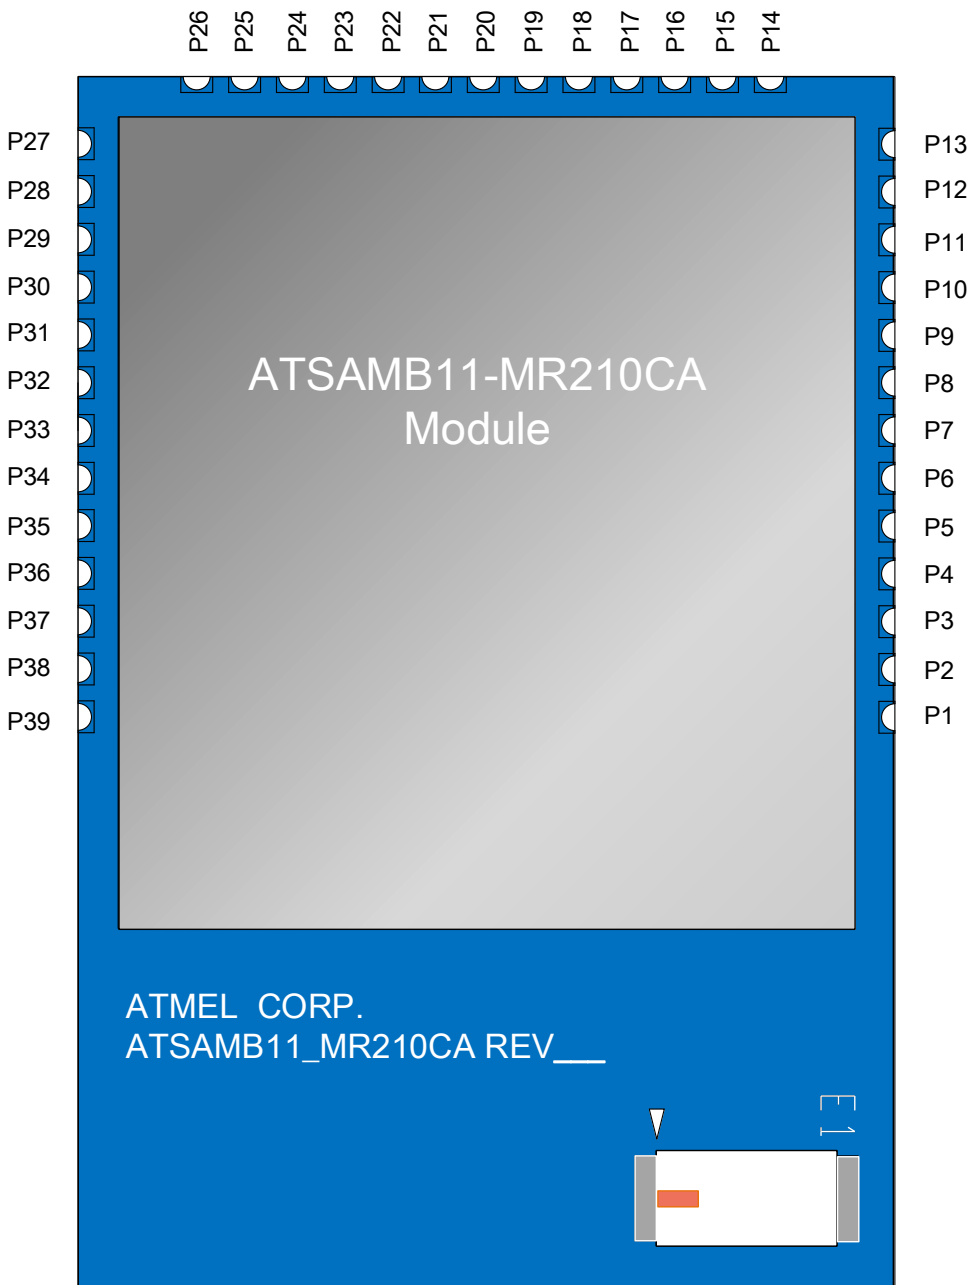 P26 P25 P24 P23 P22 P21 P20 P19 P18 P17 P16 P15 P14
P27 P13
P28 P12
P29 P11
P30 P10
P31 P9
P32 P8
P33 P7
P34 P6
P35 P5
P36 P4
P37 P3
P38 P2
P39 P1
ATSAMB11-MR210CA
Module
ATMEL CORP.
ATSAMB11_MR210CA REV___
E1